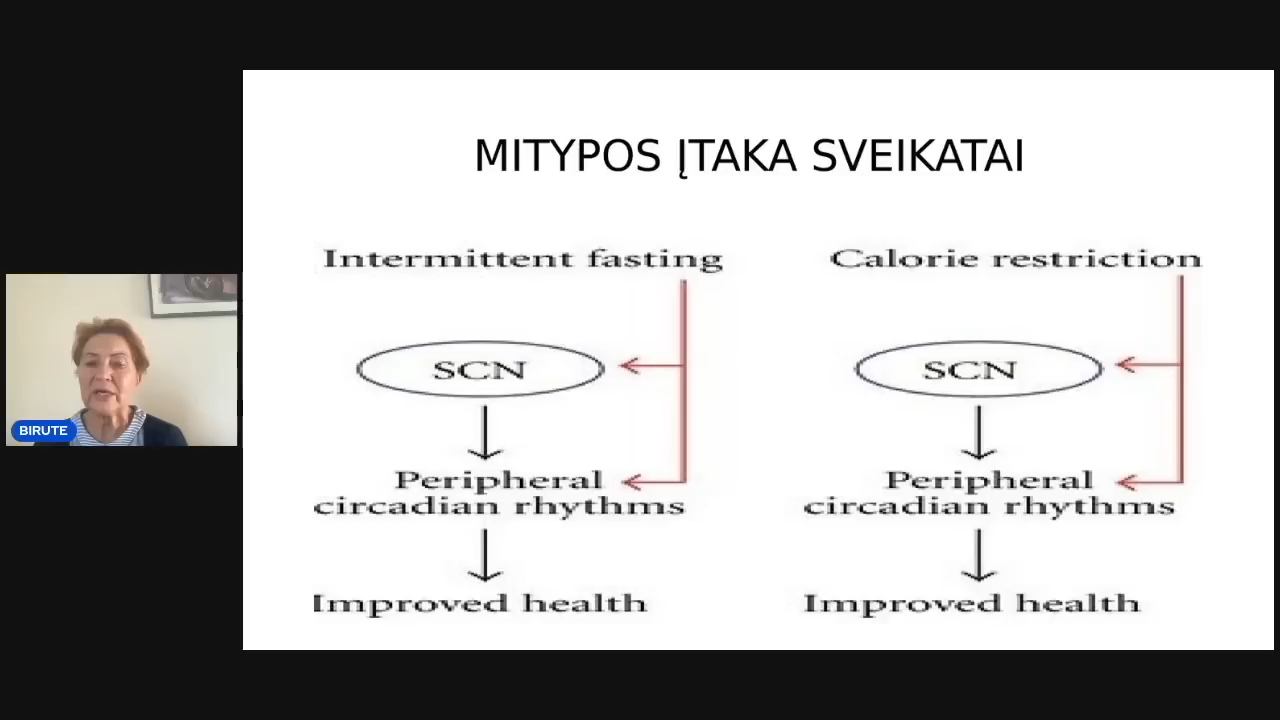 MITYPOS ĮTAKA SVEIKATAI
Intermittent fasting
SCN
Peripheral
circadian rhythms
Improved health
Calorie restriction
SCN
Peripheral
circadian rhythms
Improved health
BIRUTE